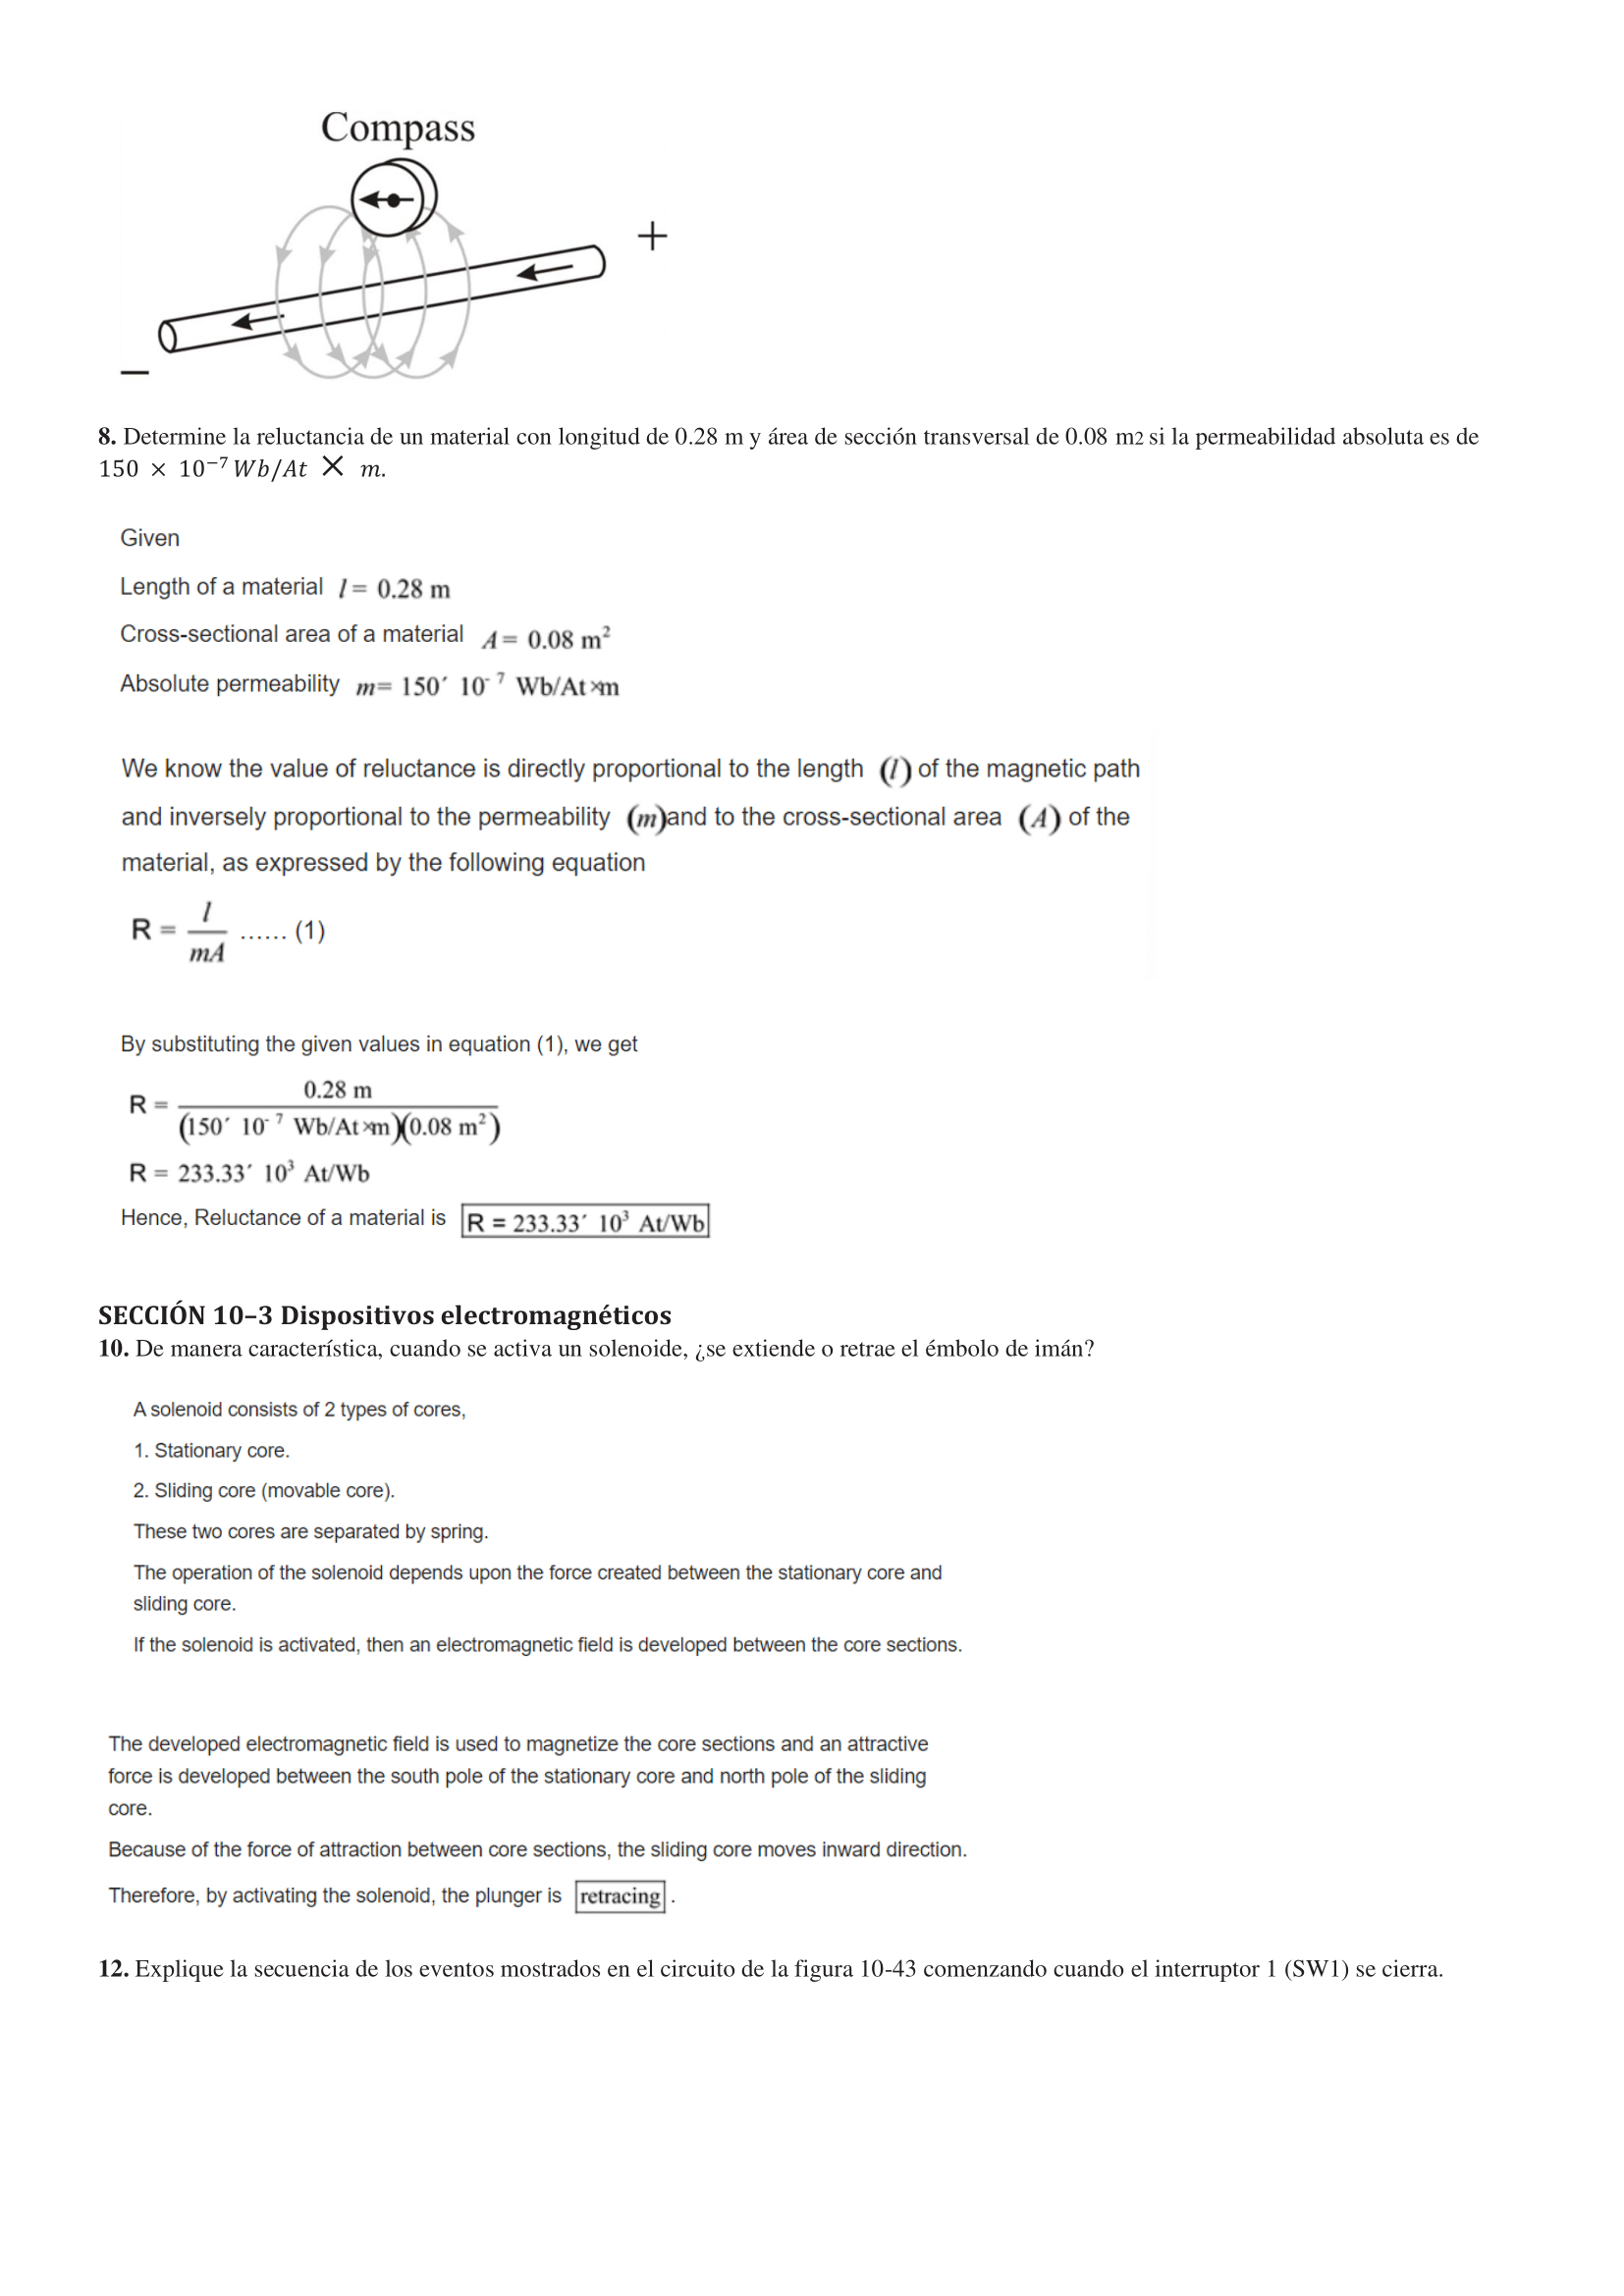 Compass
+
−
8. Determine la reluctancia de un material con longitud de 0.28 m y área de sección transversal de 0.08 m2 si la permeabilidad absoluta es de
150 × 10⁻⁷ Wb/At × m.
Given
Length of a material l = 0.28 m
Cross-sectional area of a material A = 0.08 m²
Absolute permeability m= 150´ 10⁻⁷ Wb/At×m
We know the value of reluctance is directly proportional to the length (l) of the magnetic path
and inversely proportional to the permeability (m)and to the cross-sectional area (A) of the
material, as expressed by the following equation
R = l / mA ...... (1)
By substituting the given values in equation (1), we get
R = 0.28 m / (150´ 10⁻⁷ Wb/At×m)(0.08 m²)
R = 233.33´ 10³ At/Wb
Hence, Reluctance of a material is R = 233.33´ 10³ At/Wb
SECCIÓN 10–3 Dispositivos electromagnéticos
10. De manera característica, cuando se activa un solenoide, ¿se extiende o retrae el émbolo de imán?
A solenoid consists of 2 types of cores,
1. Stationary core.
2. Sliding core (movable core).
These two cores are separated by spring.
The operation of the solenoid depends upon the force created between the stationary core and
sliding core.
If the solenoid is activated, then an electromagnetic field is developed between the core sections.
The developed electromagnetic field is used to magnetize the core sections and an attractive
force is developed between the south pole of the stationary core and north pole of the sliding
core.
Because of the force of attraction between core sections, the sliding core moves inward direction.
Therefore, by activating the solenoid, the plunger is retracing .
12. Explique la secuencia de los eventos mostrados en el circuito de la figura 10-43 comenzando cuando el interruptor 1 (SW1) se cierra.